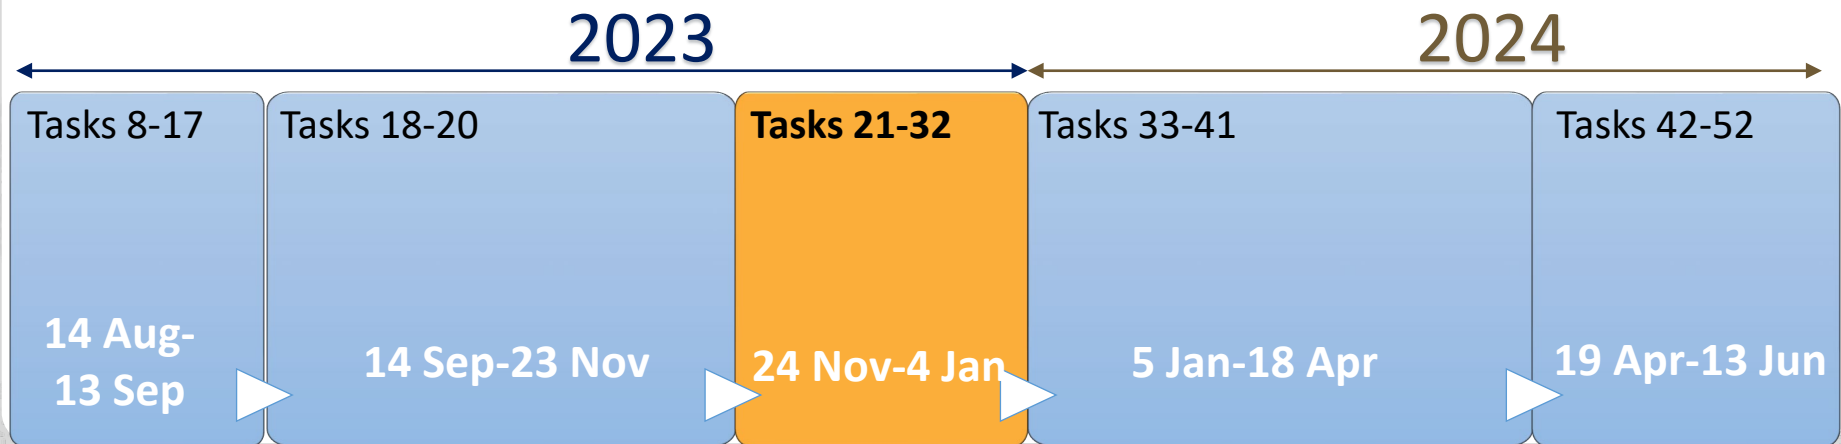 2023
2024
Tasks 8-17
Tasks 18-20
Tasks 21-32
Tasks 33-41
Tasks 42-52
14 Aug-
13 Sep
14 Sep-23 Nov
24 Nov-4 Jan
5 Jan-18 Apr
19 Apr-13 Jun